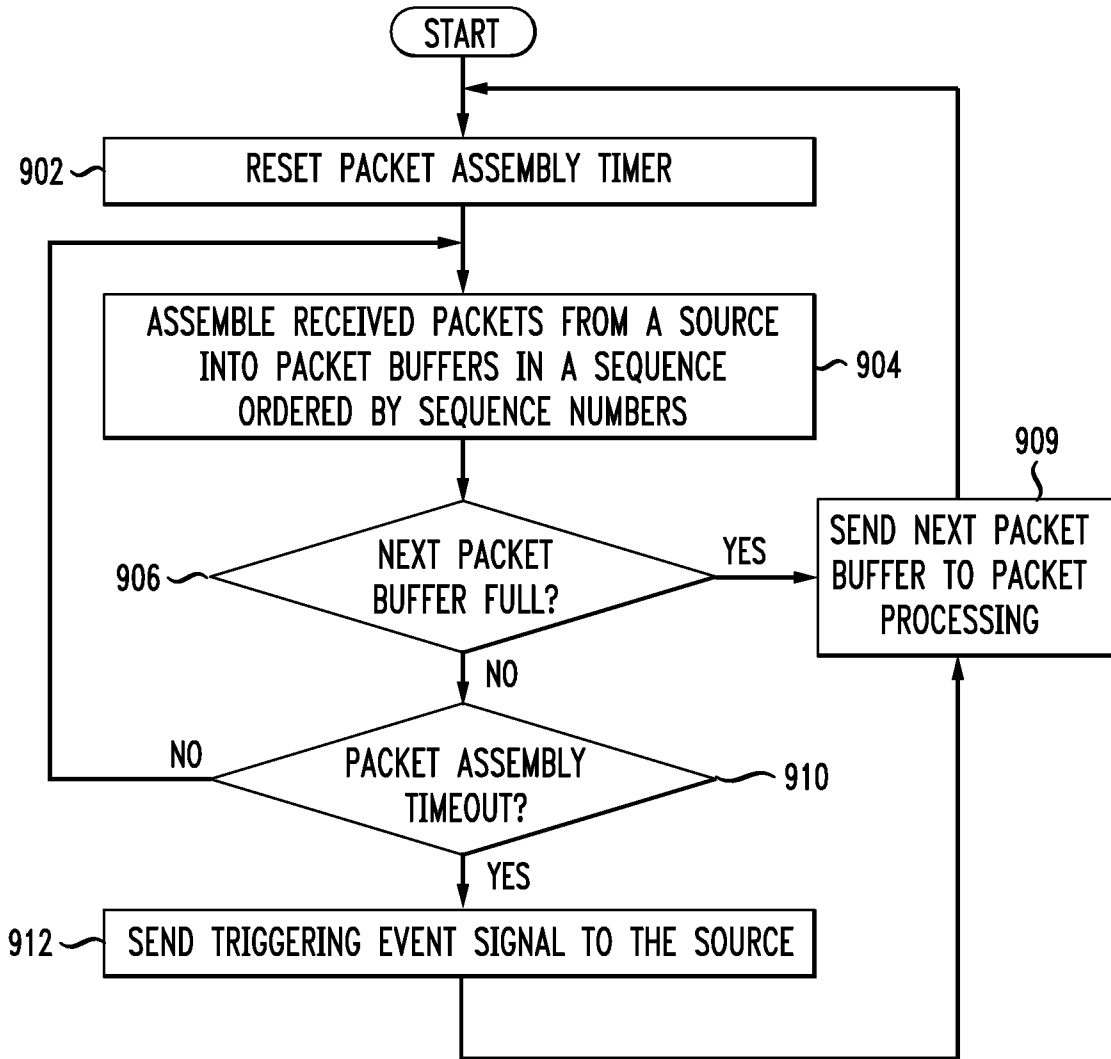 START
902
RESET PACKET ASSEMBLY TIMER
ASSEMBLE RECEIVED PACKETS FROM A SOURCE
INTO PACKET BUFFERS IN A SEQUENCE
ORDERED BY SEQUENCE NUMBERS
904
909
SEND NEXT PACKET
BUFFER TO PACKET
PROCESSING
906
NEXT PACKET
BUFFER FULL?
YES
NO
NO
PACKET ASSEMBLY
TIMEOUT?
910
YES
912
SEND TRIGGERING EVENT SIGNAL TO THE SOURCE